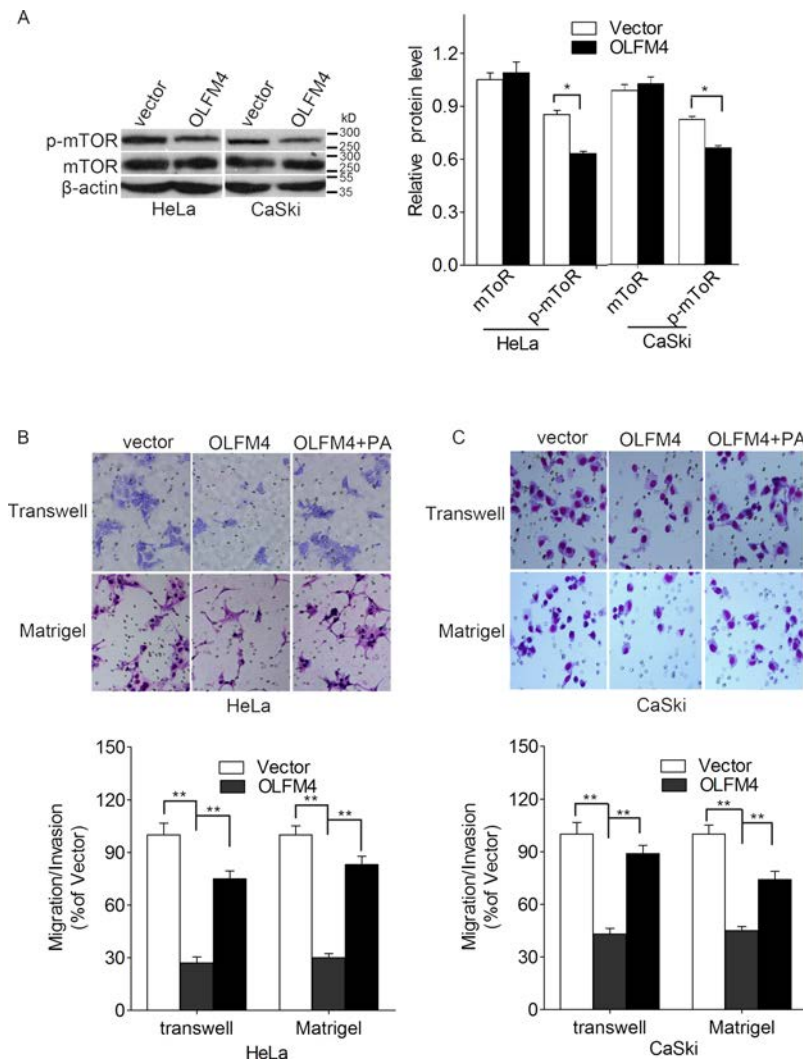 A
vector
OLFM4
vector
OLFM4
kD
p-mTOR
300
250
mTOR
300
250
β-actin
55
35
HeLa
CaSki
Vector
OLFM4
Relative protein level
1.2
0.9
0.6
0.3
0.0
*
*
mToR
p-mToR
mToR
p-mToR
HeLa
CaSki
B
vector OLFM4 OLFM4+PA
Transwell
Matrigel
HeLa
C
vector OLFM4 OLFM4+PA
Transwell
Matrigel
CaSki
Migration/Invasion
(%of Vector)
150
120
90
60
30
0
Vector
OLFM4
** **
** **
transwell Matrigel
HeLa
Migration/Invasion
(%of Vector)
150
120
90
60
30
0
Vector
OLFM4
** **
** **
transwell Matrigel
CaSki